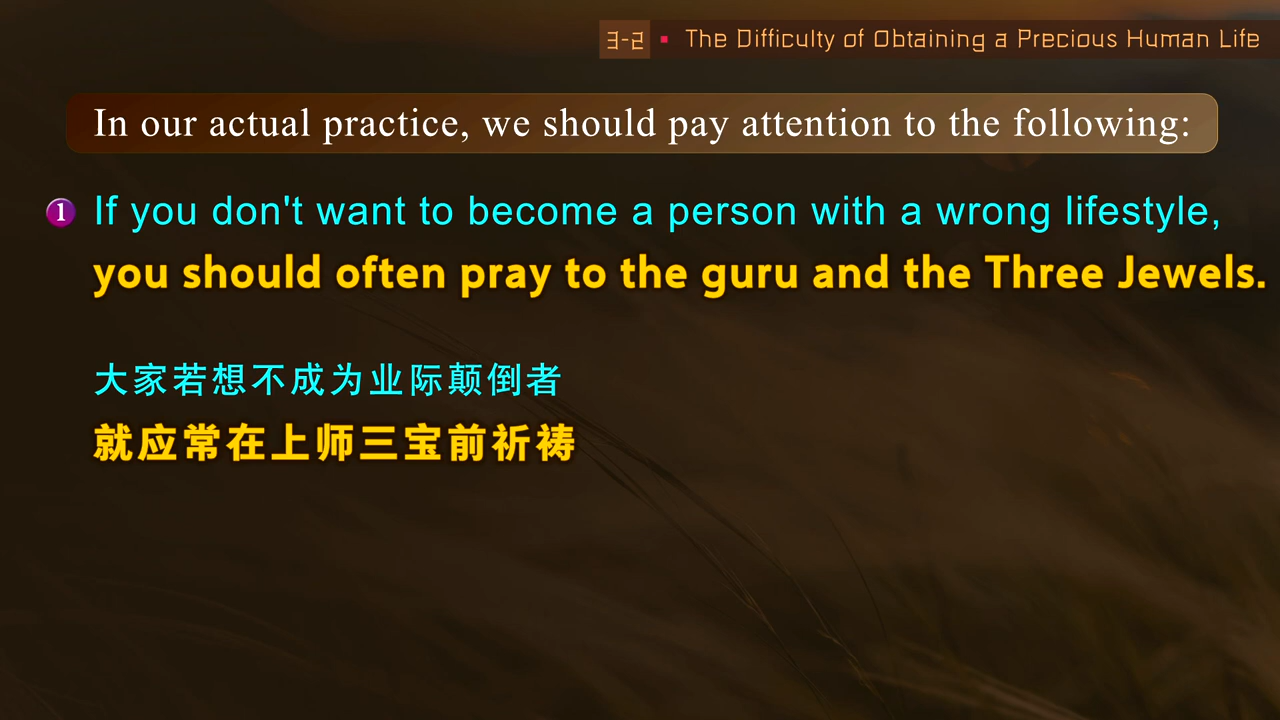 3-2 ▪ The Difficulty of Obtaining a Precious Human Life
In our actual practice, we should pay attention to the following:
1 If you don't want to become a person with a wrong lifestyle,
you should often pray to the guru and the Three Jewels.
大家若想不成为业际颠倒者
就应常在上师三宝前祈祷